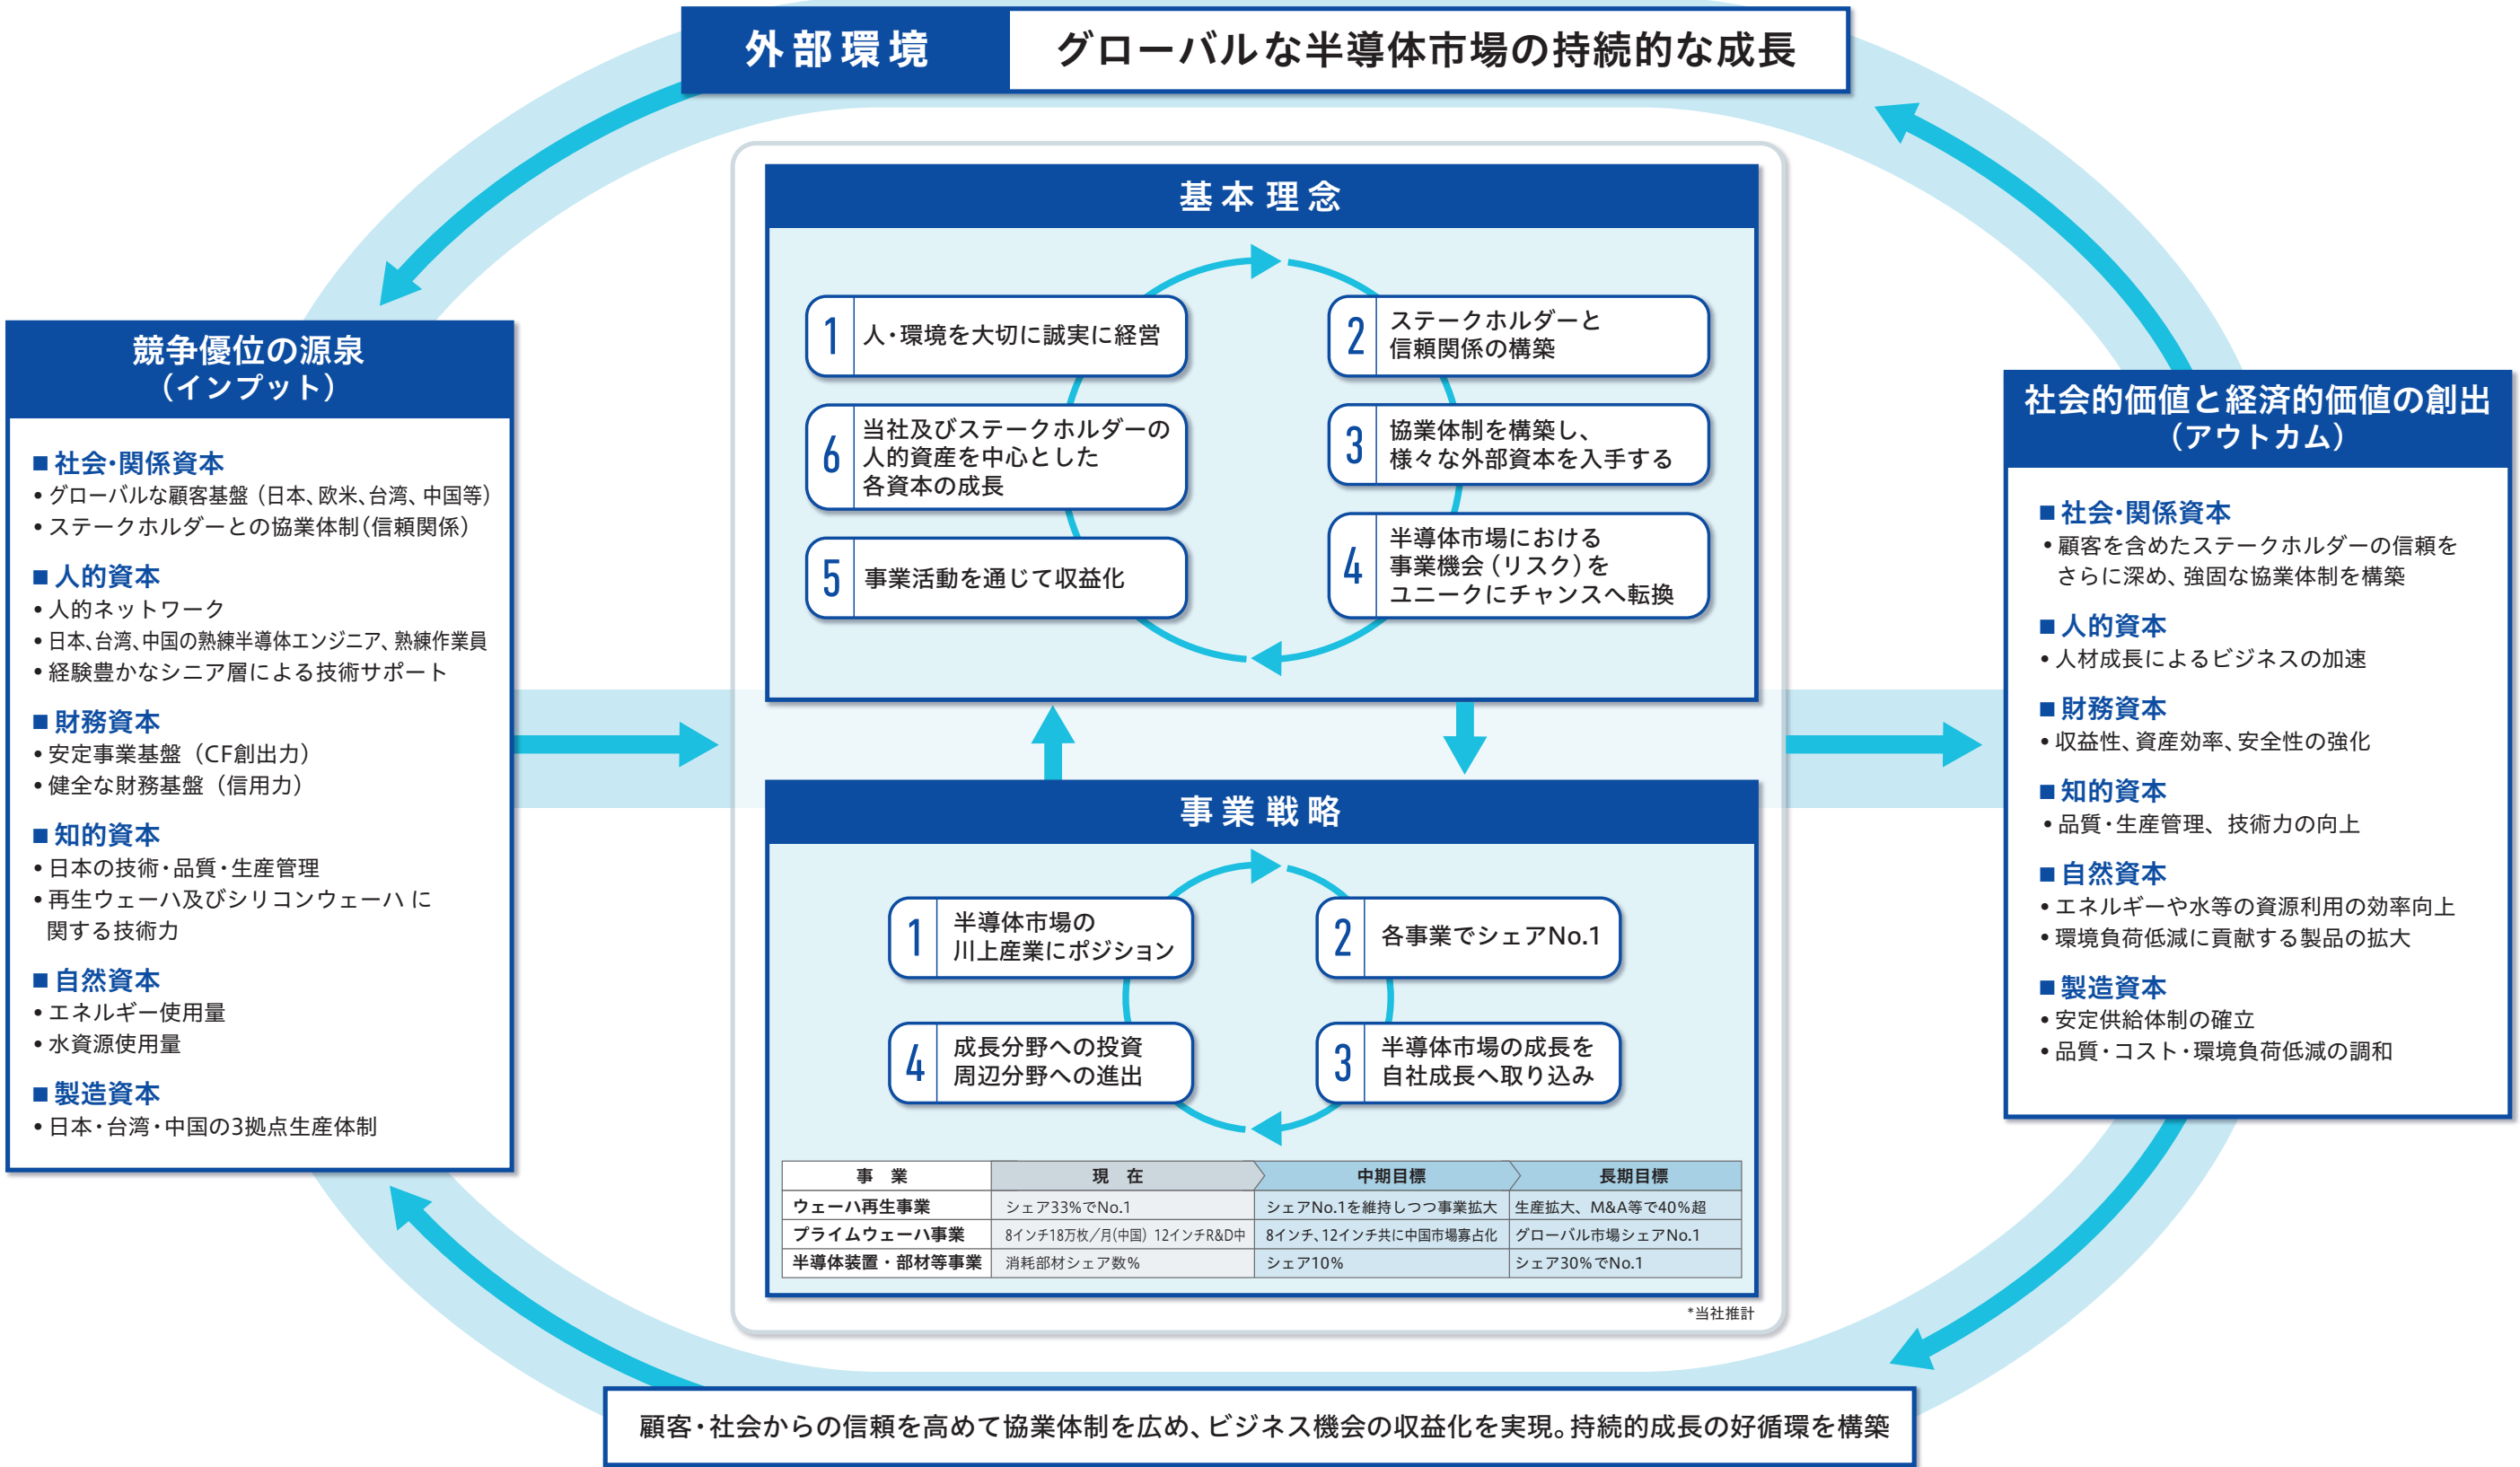 外部環境 グローバルな半導体市場の持続的な成長
競争優位の源泉
（インプット）
■社会・関係資本
•グローバルな顧客基盤（日本、欧米、台湾、中国等）
•ステークホルダーとの協業体制（信頼関係）
■人的資本
•人的ネットワーク
•日本、台湾、中国の熟練半導体エンジニア、熟練作業員
•経験豊かなシニア層による技術サポート
■財務資本
•安定事業基盤（CF創出力）
•健全な財務基盤（信用力）
■知的資本
•日本の技術・品質・生産管理
•再生ウェーハ及びシリコンウェーハに
関する技術力
■自然資本
•エネルギー使用量
•水資源使用量
■製造資本
•日本・台湾・中国の3拠点生産体制
基本理念
1 人・環境を大切に誠実に経営
2 ステークホルダーと
信頼関係の構築
3 協業体制を構築し、
様々な外部資本を入手する
4 半導体市場における
事業機会（リスク）を
ユニークにチャンスへ転換
5 事業活動を通じて収益化
6 当社及びステークホルダーの
人的資産を中心とした
各資本の成長
事業戦略
1 半導体市場の
川上産業にポジション
2 各事業でシェアNo.1
3 半導体市場の成長を
自社成長へ取り込み
4 成長分野への投資
周辺分野への進出
事 業 現 在 中期目標 長期目標
ウェーハ再生事業 シェア33%でNo.1 シェアNo.1を維持しつつ事業拡大 生産拡大、M&A等で40%超
プライムウェーハ事業 8インチ18万枚／月(中国) 12インチR&D中 8インチ、12インチ共に中国市場寡占化 グローバル市場シェアNo.1
半導体装置・部材等事業 消耗部材シェア数% シェア10% シェア30%でNo.1
*当社推計
社会的価値と経済的価値の創出
（アウトカム）
■社会・関係資本
•顧客を含めたステークホルダーの信頼を
さらに深め、強固な協業体制を構築
■人的資本
•人材成長によるビジネスの加速
■財務資本
•収益性、資産効率、安全性の強化
■知的資本
•品質・生産管理、技術力の向上
■自然資本
•エネルギーや水等の資源利用の効率向上
•環境負荷低減に貢献する製品の拡大
■製造資本
•安定供給体制の確立
•品質・コスト・環境負荷低減の調和
顧客・社会からの信頼を高めて協業体制を広め、ビジネス機会の収益化を実現。持続的成長の好循環を構築